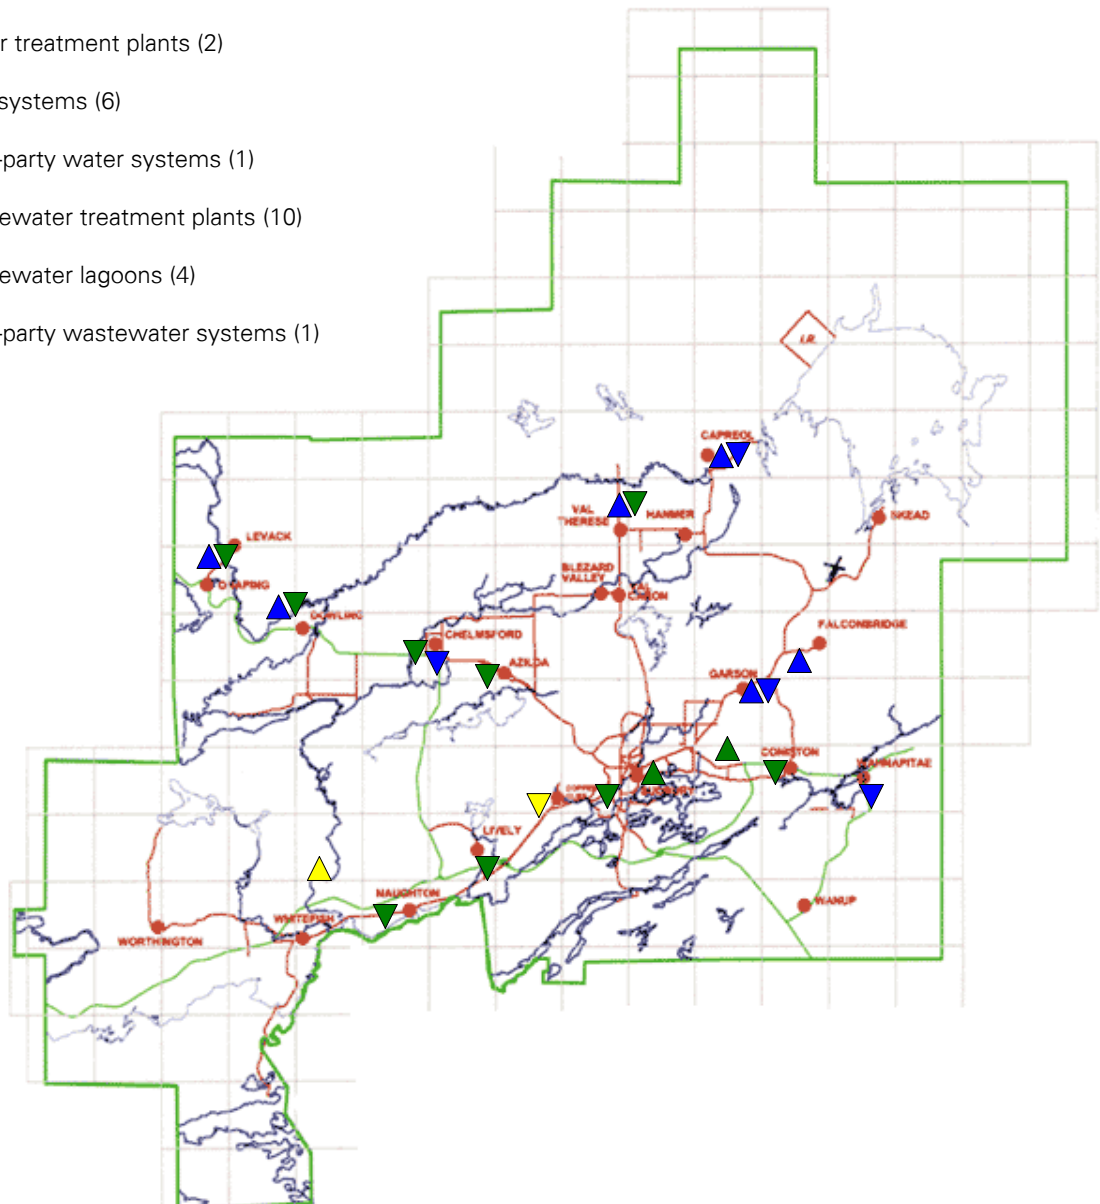 r treatment plants (2)
systems (6)
-party water systems (1)
ewater treatment plants (10)
ewater lagoons (4)
-party wastewater systems (1)
I.R.
CAPREOL
VAL
THERESE
HANMER
SKEAD
LEVACK
BLEZARD
VALLEY
DOWLING
FALCONBRIDGE
CHELMSFORD
AZILDA
GARSON
CONISTON
WAHNAPITAE
LIVELY
NAUGHTON
WANUP
WHITEFISH
WORTHINGTON